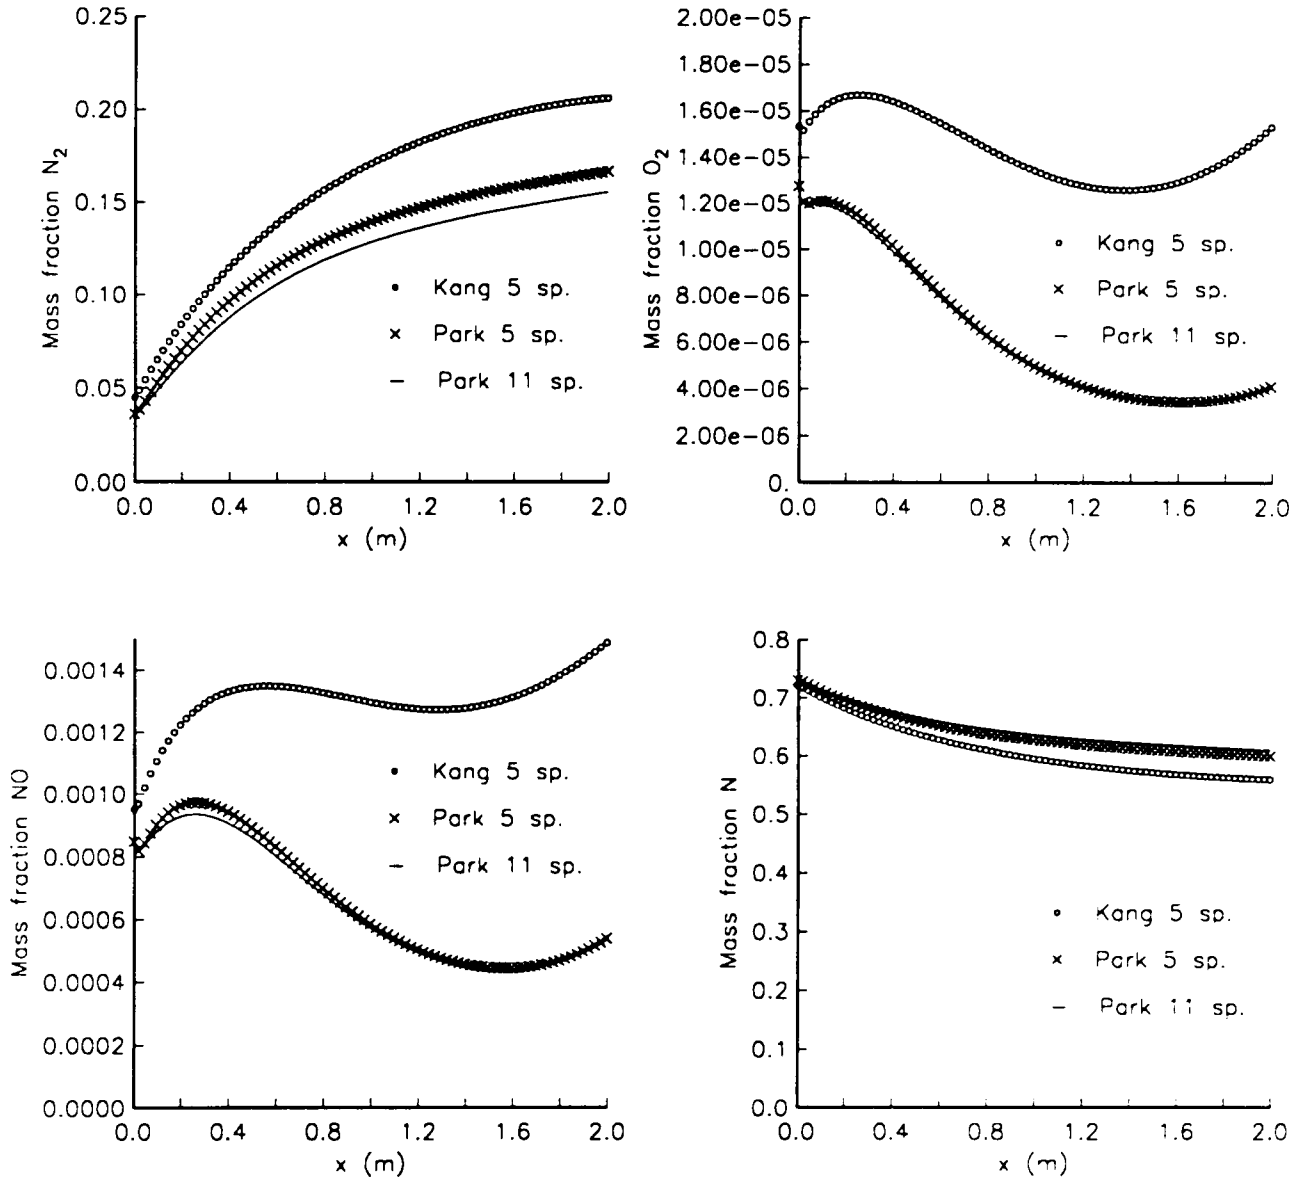 0.25
0.20
0.15
0.10
0.05
0.00
Mass fraction N2
0.0 0.4 0.8 1.2 1.6 2.0
x (m)
Kang 5 sp.
Park 5 sp.
Park 11 sp.
2.00e-05
1.80e-05
1.60e-05
1.40e-05
1.20e-05
1.00e-05
8.00e-06
6.00e-06
4.00e-06
2.00e-06
0.
Mass fraction O2
0.0 0.4 0.8 1.2 1.6 2.0
x (m)
Kang 5 sp.
Park 5 sp.
Park 11 sp.
0.0014
0.0012
0.0010
0.0008
0.0006
0.0004
0.0002
0.0000
Mass fraction NO
0.0 0.4 0.8 1.2 1.6 2.0
x (m)
Kang 5 sp.
Park 5 sp.
Park 11 sp.
0.8
0.7
0.6
0.5
0.4
0.3
0.2
0.1
0.0
Mass fraction N
0.0 0.4 0.8 1.2 1.6 2.0
x (m)
Kang 5 sp.
Park 5 sp.
Park 11 sp.